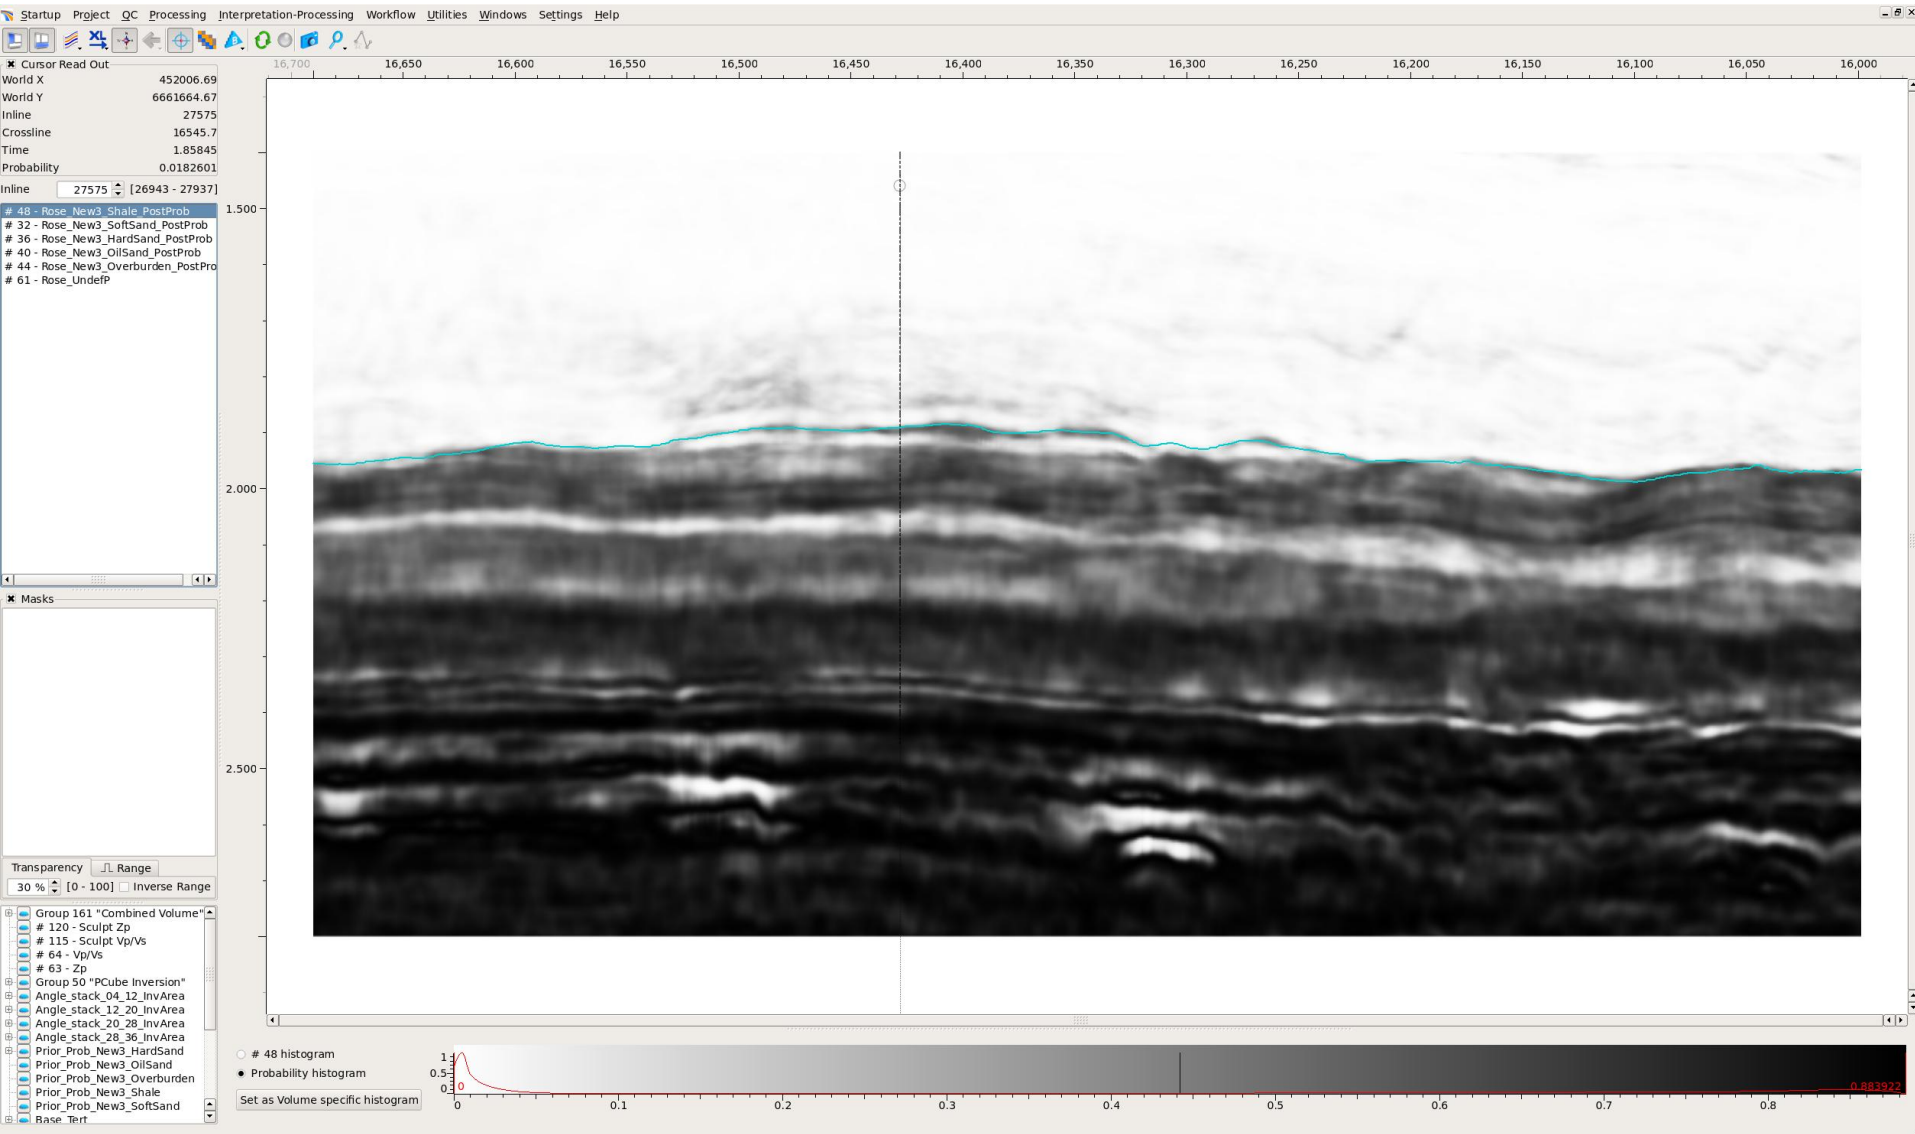 Startup Project QC Processing Interpretation-Processing Workflow Utilities Windows Settings Help
Cursor Read Out
World X 452006.69
World Y 6661664.67
Inline 27575
Crossline 16545.7
Time 1.85845
Probability 0.0182601
Inline 27575 [26943 - 27937]
# 48 - Rose_New3_Shale_PostProb
# 32 - Rose_New3_SoftSand_PostProb
# 36 - Rose_New3_HardSand_PostProb
# 40 - Rose_New3_OilSand_PostProb
# 44 - Rose_New3_Overburden_PostPro
# 61 - Rose_UndefP
Masks
Transparency Range
30 % [0 - 100] Inverse Range
Group 161 "Combined Volume"
# 120 - Sculpt Zp
# 115 - Sculpt Vp/Vs
# 64 - Vp/Vs
# 63 - Zp
Group 50 "PCube Inversion"
Angle_stack_04_12_InvArea
Angle_stack_12_20_InvArea
Angle_stack_20_28_InvArea
Angle_stack_28_36_InvArea
Prior_Prob_New3_HardSand
Prior_Prob_New3_OilSand
Prior_Prob_New3_Overburden
Prior_Prob_New3_Shale
Prior_Prob_New3_SoftSand
Base_Tert
16,700 16,650 16,600 16,550 16,500 16,450 16,400 16,350 16,300 16,250 16,200 16,150 16,100 16,050 16,000
1.500
2.000
2.500
# 48 histogram
Probability histogram
Set as Volume specific histogram
1
0.5
0
0 0.883922
0 0.1 0.2 0.3 0.4 0.5 0.6 0.7 0.8